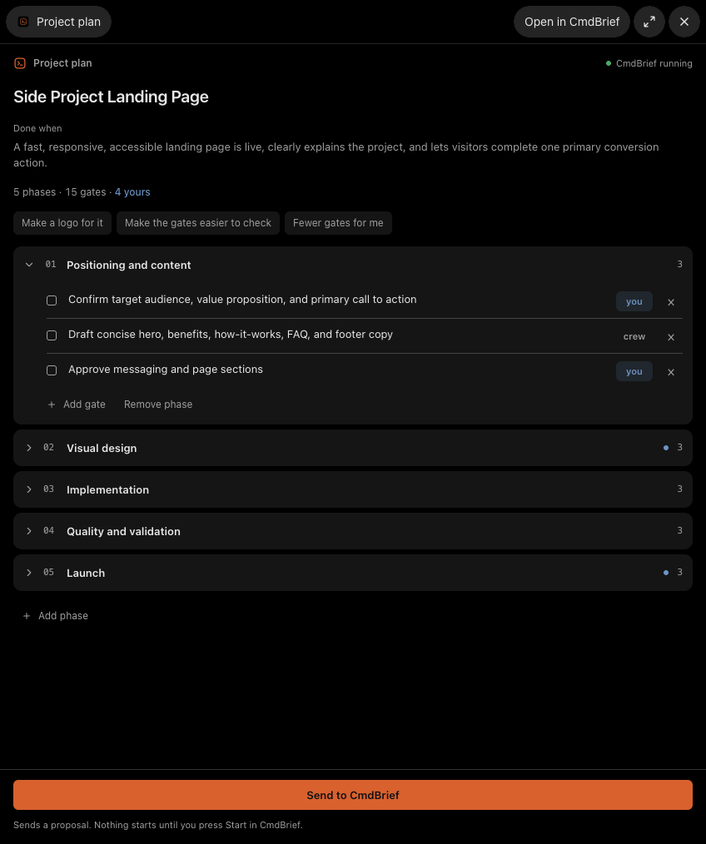 Project plan
Open in CmdBrief
Project plan
CmdBrief running
Side Project Landing Page
Done when
A fast, responsive, accessible landing page is live, clearly explains the project, and lets visitors complete one primary conversion
action.
5 phases · 15 gates · 4 yours
Make a logo for it
Make the gates easier to check
Fewer gates for me
01 Positioning and content 3
Confirm target audience, value proposition, and primary call to action you
Draft concise hero, benefits, how-it-works, FAQ, and footer copy crew
Approve messaging and page sections you
+ Add gate Remove phase
02 Visual design 3
03 Implementation 3
04 Quality and validation 3
05 Launch 3
+ Add phase
Send to CmdBrief
Sends a proposal. Nothing starts until you press Start in CmdBrief.